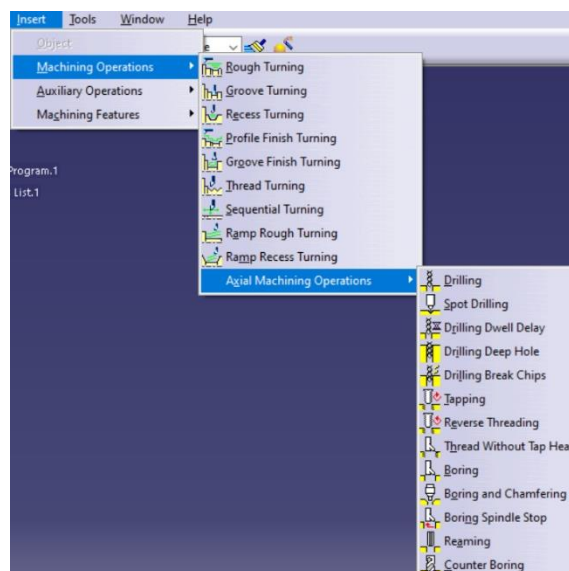 Insert Tools Window Help
Object
Machining Operations
Auxiliary Operations
Machining Features
Program.1
List.1
Rough Turning
Groove Turning
Recess Turning
Profile Finish Turning
Groove Finish Turning
Thread Turning
Sequential Turning
Ramp Rough Turning
Ramp Recess Turning
Axial Machining Operations
Drilling
Spot Drilling
Drilling Dwell Delay
Drilling Deep Hole
Drilling Break Chips
Tapping
Reverse Threading
Thread Without Tap Hea
Boring
Boring and Chamfering
Boring Spindle Stop
Reaming
Counter Boring